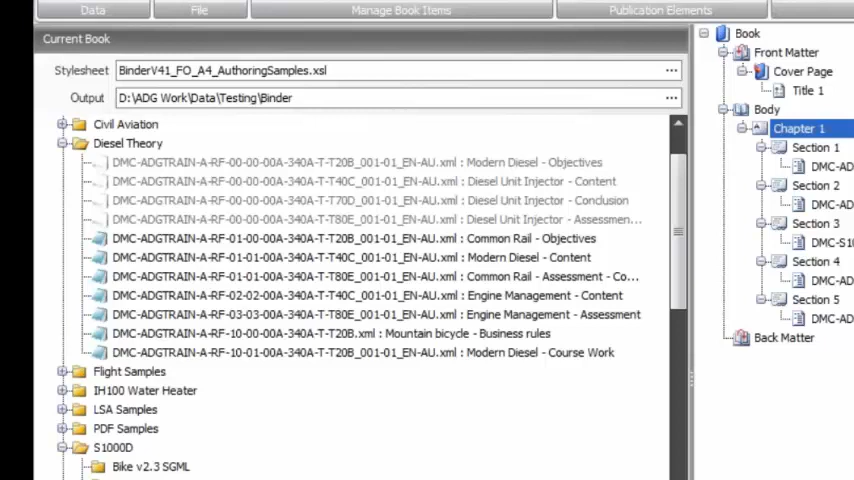 Data File Manage Book Items Publication Elements
Current Book
Stylesheet BinderV41_FO_A4_AuthoringSamples.xsl ...
Output D:\ADG Work\Data\Testing\Binder ...
Civil Aviation
Diesel Theory
DMC-ADGTRAIN-A-RF-00-00-00A-340A-T-T20B_001-01_EN-AU.xml : Modern Diesel - Objectives
DMC-ADGTRAIN-A-RF-00-00-00A-340A-T-T40C_001-01_EN-AU.xml : Diesel Unit Injector - Content
DMC-ADGTRAIN-A-RF-00-00-00A-340A-T-T70D_001-01_EN-AU.xml : Diesel Unit Injector - Conclusion
DMC-ADGTRAIN-A-RF-00-00-00A-340A-T-T80E_001-01_EN-AU.xml : Diesel Unit Injector - Assessmen...
DMC-ADGTRAIN-A-RF-01-00-00A-340A-T-T20B_001-01_EN-AU.xml : Common Rail - Objectives
DMC-ADGTRAIN-A-RF-01-01-00A-340A-T-T40C_001-01_EN-AU.xml : Modern Diesel - Content
DMC-ADGTRAIN-A-RF-01-01-00A-340A-T-T80E_001-01_EN-AU.xml : Common Rail - Assessment - Co...
DMC-ADGTRAIN-A-RF-02-02-00A-340A-T-T40C_001-01_EN-AU.xml : Engine Management - Content
DMC-ADGTRAIN-A-RF-03-03-00A-340A-T-T80E_001-01_EN-AU.xml : Engine Management - Assessment
DMC-ADGTRAIN-A-RF-10-00-00A-340A-T-T20B.xml : Mountain bicycle - Business rules
DMC-ADGTRAIN-A-RF-10-01-00A-340A-T-T20B_001-01_EN-AU.xml : Modern Diesel - Course Work
Flight Samples
IH100 Water Heater
LSA Samples
PDF Samples
S1000D
Bike v2.3 SGML
Book
Front Matter
Cover Page
Title 1
Body
Chapter 1
Section 1
DMC-AD
Section 2
DMC-AD
Section 3
DMC-S10
Section 4
DMC-AD
Section 5
DMC-AD
Back Matter